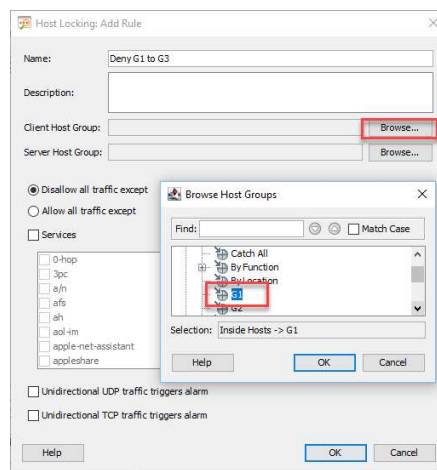 Host Locking: Add Rule
Name:
Deny G1 to G3
Description:
Client Host Group:
Browse...
Server Host Group:
Browse...
Disallow all traffic except
Allow all traffic except
Services
0-hop
3pc
a/n
afs
ah
aol-im
apple-net-assistant
appleshare
Browse Host Groups
Find:
Match Case
Catch All
By Function
By Location
G1
G2
Selection:
Inside Hosts -> G1
Help
OK
Cancel
Unidirectional UDP traffic triggers alarm
Unidirectional TCP traffic triggers alarm
Help
OK
Cancel